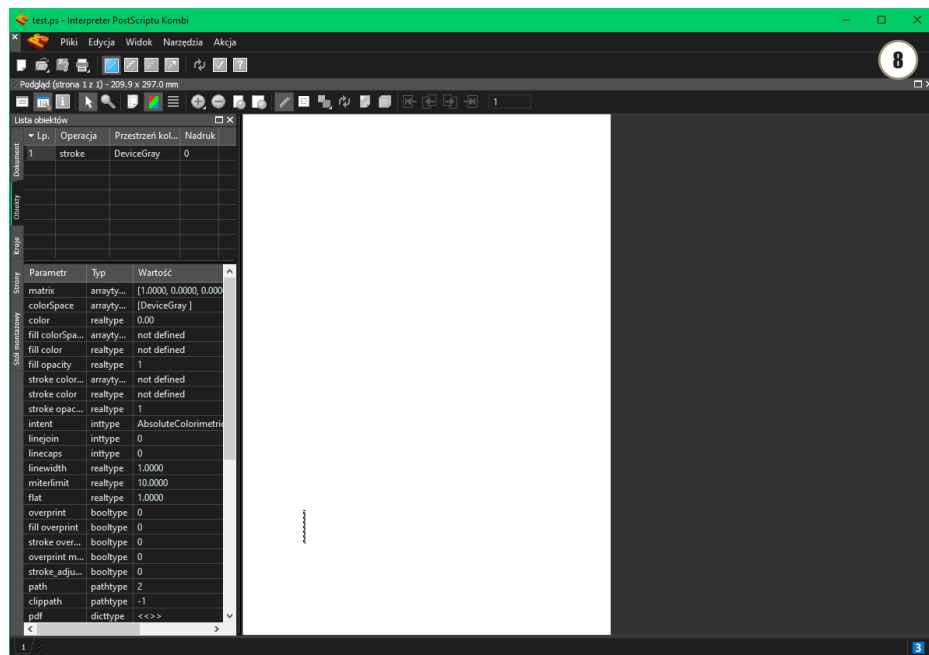 test.ps - Interpreter PostScriptu Kombi
Pliki Edycja Widok Narzędzia Akcja
8
Podgląd (strona 1 z 1) - 209.9 x 297.0 mm
1
Lista obiektów
Lp. Operacja Przestrzeń kol... Nadruk
1 stroke DeviceGray 0
Dokument
Obiekty
Kroje
Strony
Stół montażowy
Parametr Typ Wartość
matrix arrayty... [1.0000, 0.0000, 0.000
colorSpace arrayty... [DeviceGray ]
color realtype 0.00
fill colorSpa... arrayty... not defined
fill color realtype not defined
fill opacity realtype 1
stroke color... arrayty... not defined
stroke color realtype not defined
stroke opac... realtype 1
intent inttype AbsoluteColorimetric
linejoin inttype 0
linecaps inttype 0
linewidth realtype 1.0000
miterlimit realtype 10.0000
flat realtype 1.0000
overprint booltype 0
fill overprint booltype 0
stroke over... booltype 0
overprint m... booltype 0
stroke_adju... booltype 0
path pathtype 2
clippath pathtype -1
pdf dicttype <<>>
1
3